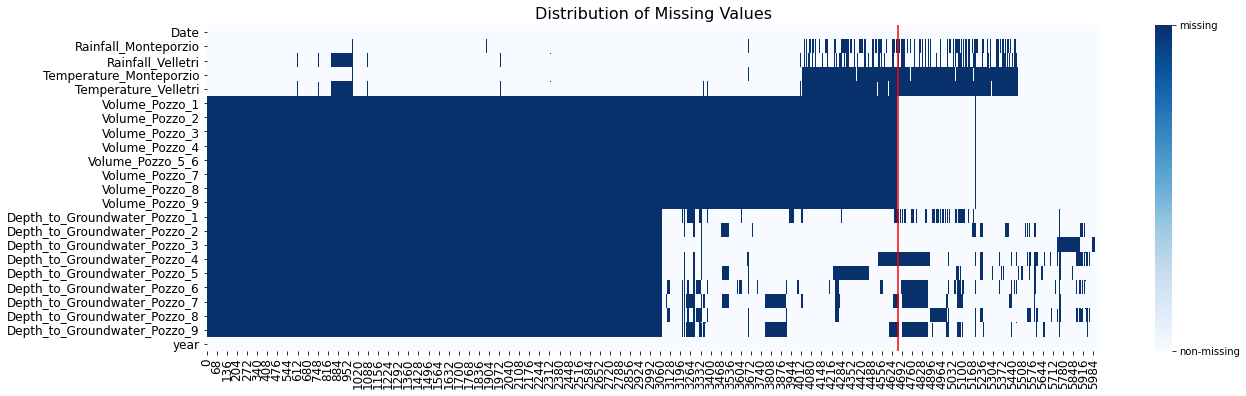 Distribution of Missing Values
Date
Rainfall_Monteporzio
Rainfall_Velletri
Temperature_Monteporzio
Temperature_Velletri
Volume_Pozzo_1
Volume_Pozzo_2
Volume_Pozzo_3
Volume_Pozzo_4
Volume_Pozzo_5_6
Volume_Pozzo_7
Volume_Pozzo_8
Volume_Pozzo_9
Depth_to_Groundwater_Pozzo_1
Depth_to_Groundwater_Pozzo_2
Depth_to_Groundwater_Pozzo_3
Depth_to_Groundwater_Pozzo_4
Depth_to_Groundwater_Pozzo_5
Depth_to_Groundwater_Pozzo_6
Depth_to_Groundwater_Pozzo_7
Depth_to_Groundwater_Pozzo_8
Depth_to_Groundwater_Pozzo_9
year
0 68 136 204 272 340 408 476 544 612 680 748 816 884 952 1020 1088 1156 1224 1292 1360 1428 1496 1564 1632 1700 1768 1836 1904 1972 2040 2108 2176 2244 2312 2380 2448 2516 2584 2652 2720 2788 2856 2924 2992 3060 3128 3196 3264 3332 3400 3468 3536 3604 3672 3740 3808 3876 3944 4012 4080 4148 4216 4284 4352 4420 4488 4556 4624 4692 4760 4828 4896 4964 5032 5100 5168 5236 5304 5372 5440 5508 5576 5644 5712 5780 5848 5916 5984
missing
non-missing